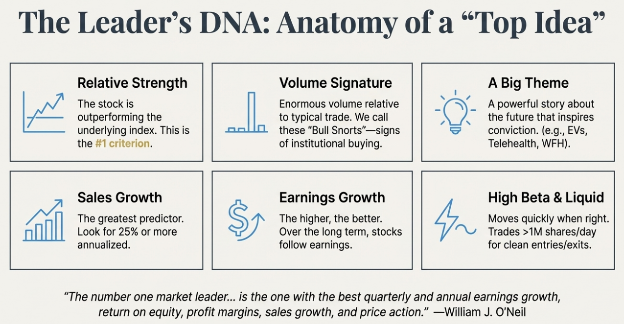 The Leader's DNA: Anatomy of a “Top Idea”
Relative Strength
The stock is
outperforming the
underlying index. This is
the #1 criterion.
Volume Signature
Enormous volume relative
to typical trade. We call
these “Bull Snorts”—signs
of institutional buying.
A Big Theme
A powerful story about
the future that inspires
conviction. (e.g., EVs,
Telehealth, WFH).
Sales Growth
The greatest predictor.
Look for 25% or more
annualized.
Earnings Growth
The higher, the better.
Over the long term, stocks
follow earnings.
High Beta & Liquid
Moves quickly when right.
Trades >1M shares/day
for clean entries/exits.
“The number one market leader... is the one with the best quarterly and annual earnings growth,
return on equity, profit margins, sales growth, and price action.” —William J. O'Neil